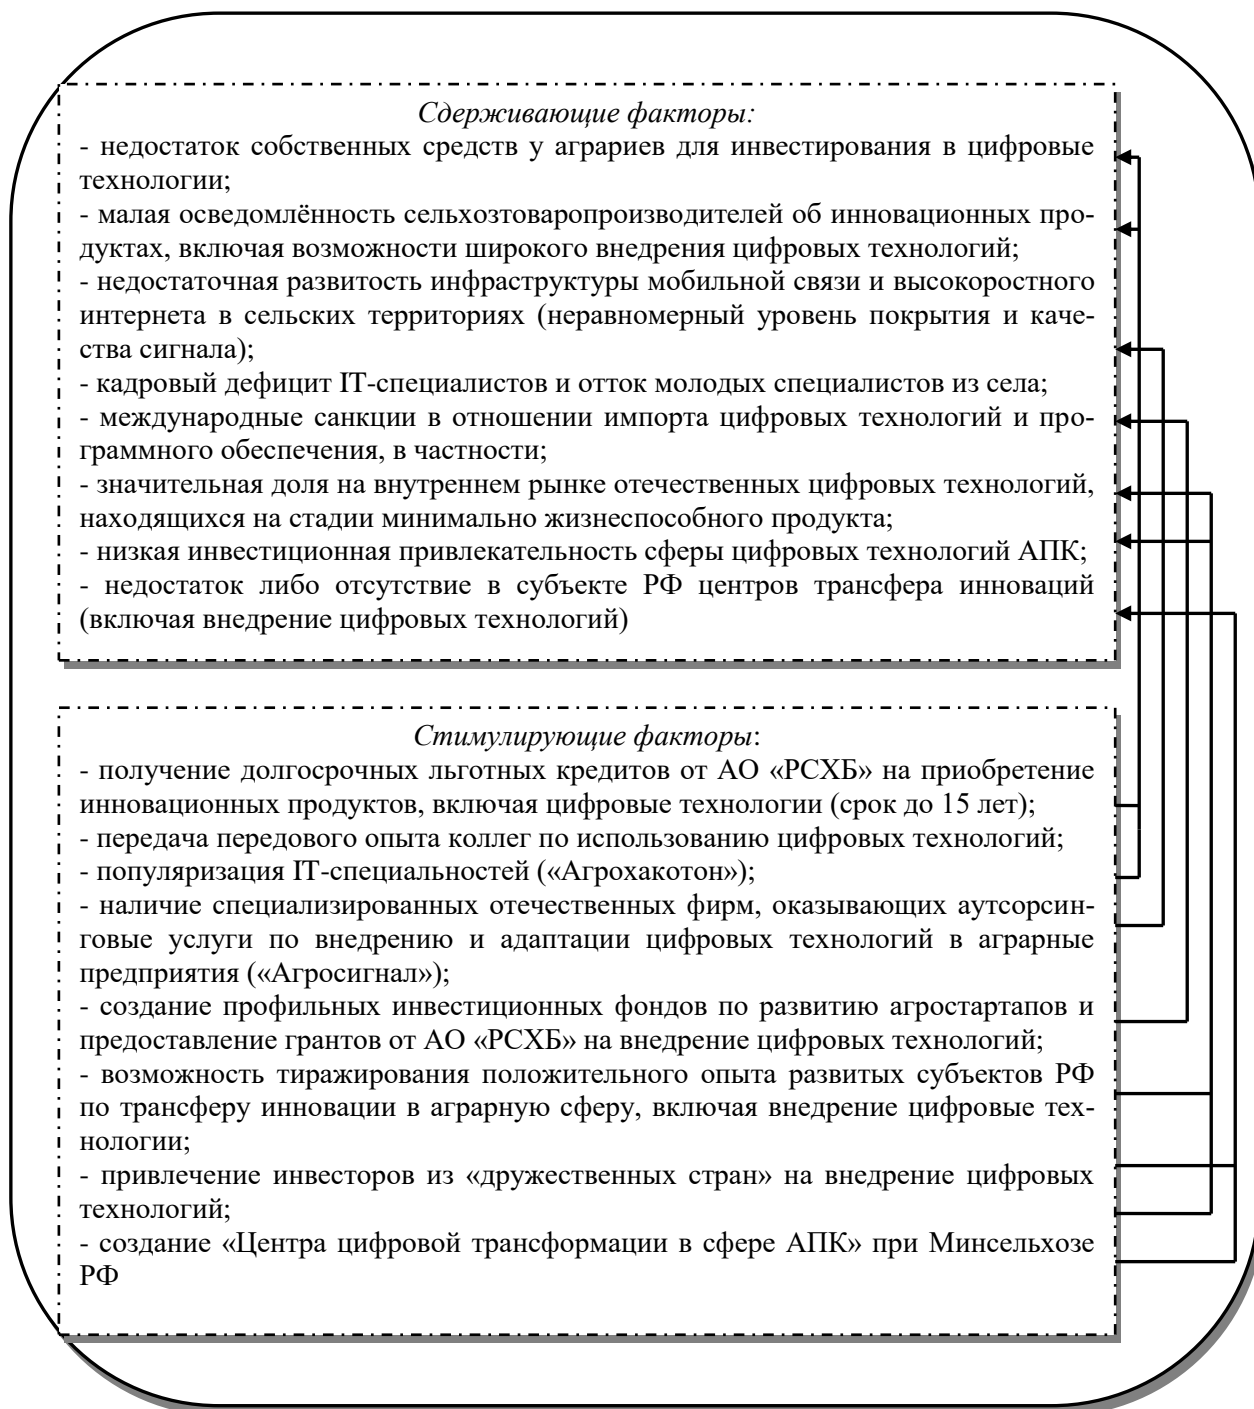 Сдерживающие факторы:
- недостаток собственных средств у аграриев для инвестирования в цифровые
технологии;
- малая осведомлённость сельхозтоваропроизводителей об инновационных про-
дуктах, включая возможности широкого внедрения цифровых технологий;
- недостаточная развитость инфраструктуры мобильной связи и высокоростного
интернета в сельских территориях (неравномерный уровень покрытия и каче-
ства сигнала);
- кадровый дефицит IT-специалистов и отток молодых специалистов из села;
- международные санкции в отношении импорта цифровых технологий и про-
граммного обеспечения, в частности;
- значительная доля на внутреннем рынке отечественных цифровых технологий,
находящихся на стадии минимально жизнеспособного продукта;
- низкая инвестиционная привлекательность сферы цифровых технологий АПК;
- недостаток либо отсутствие в субъекте РФ центров трансфера инноваций
(включая внедрение цифровых технологий)
Стимулирующие факторы:
- получение долгосрочных льготных кредитов от АО «РСХБ» на приобретение
инновационных продуктов, включая цифровые технологии (срок до 15 лет);
- передача передового опыта коллег по использованию цифровых технологий;
- популяризация IT-специальностей («Агрохакотон»);
- наличие специализированных отечественных фирм, оказывающих аутсорсин-
говые услуги по внедрению и адаптации цифровых технологий в аграрные
предприятия («Агросигнал»);
- создание профильных инвестиционных фондов по развитию агростартапов и
предоставление грантов от АО «РСХБ» на внедрение цифровых технологий;
- возможность тиражирования положительного опыта развитых субъектов РФ
по трансферу инновации в аграрную сферу, включая внедрение цифровые тех-
нологии;
- привлечение инвесторов из «дружественных стран» на внедрение цифровых
технологий;
- создание «Центра цифровой трансформации в сфере АПК» при Минсельхозе
РФ